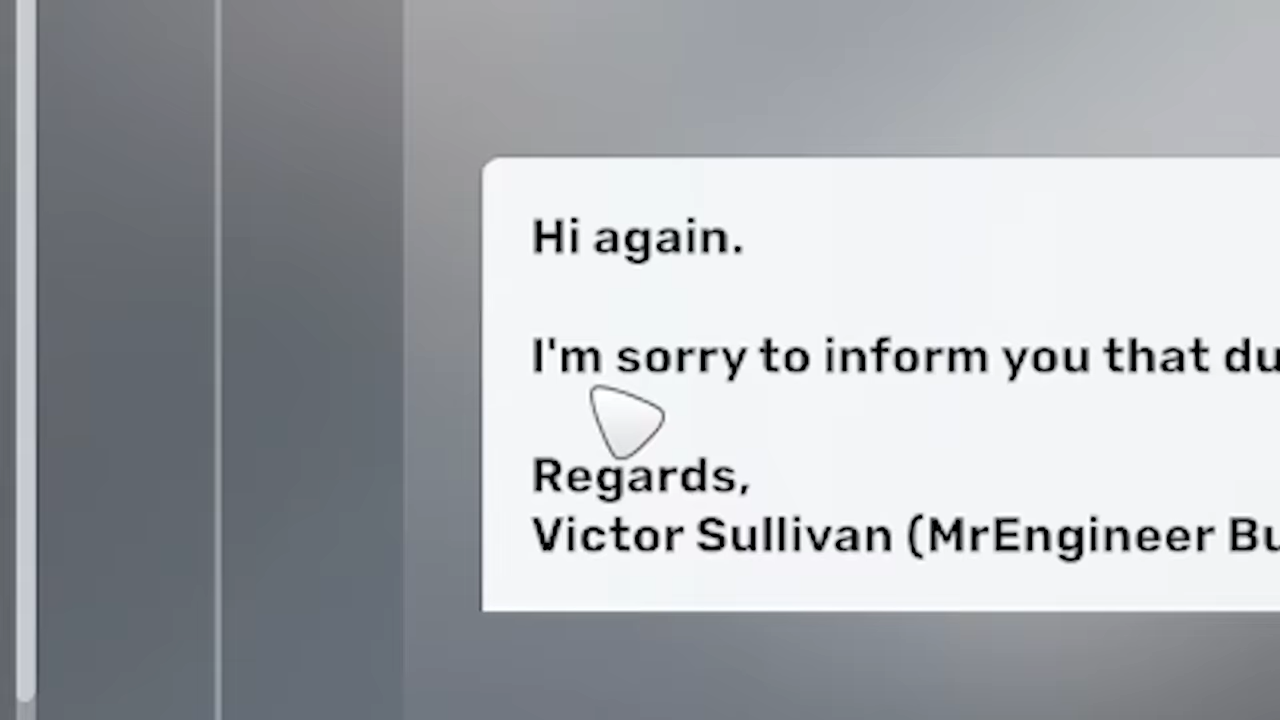 Hi again.
I'm sorry to inform you that du
Regards,
Victor Sullivan (MrEngineer Bu